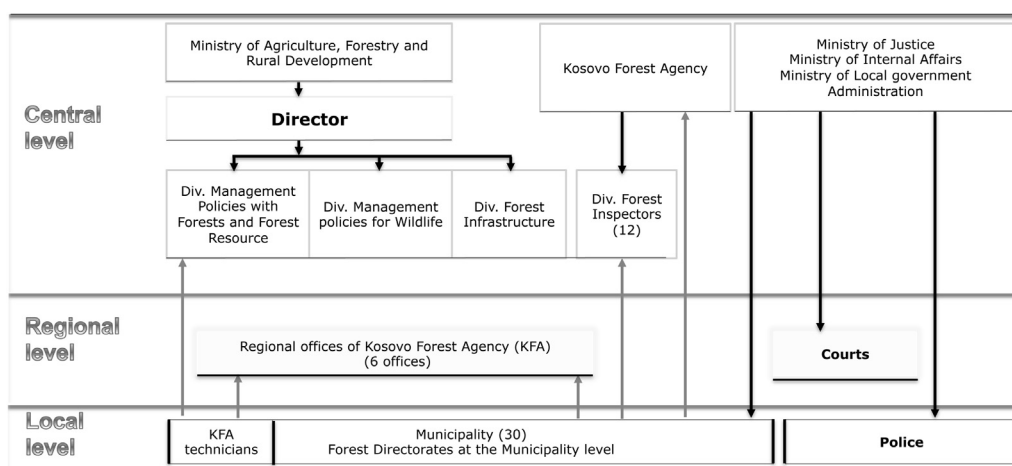 Central
level
Ministry of Agriculture, Forestry and
Rural Development
Director
Div. Management
Policies with
Forests and Forest
Resource
Div. Management
policies for Wildlife
Div. Forest
Infrastructure
Kosovo Forest Agency
Div. Forest
Inspectors
(12)
Ministry of Justice
Ministry of Internal Affairs
Ministry of Local government
Administration
Regional
level
Regional offices of Kosovo Forest Agency (KFA)
(6 offices)
Courts
Local
level
KFA
technicians
Municipality (30)
Forest Directorates at the Municipality level
Police